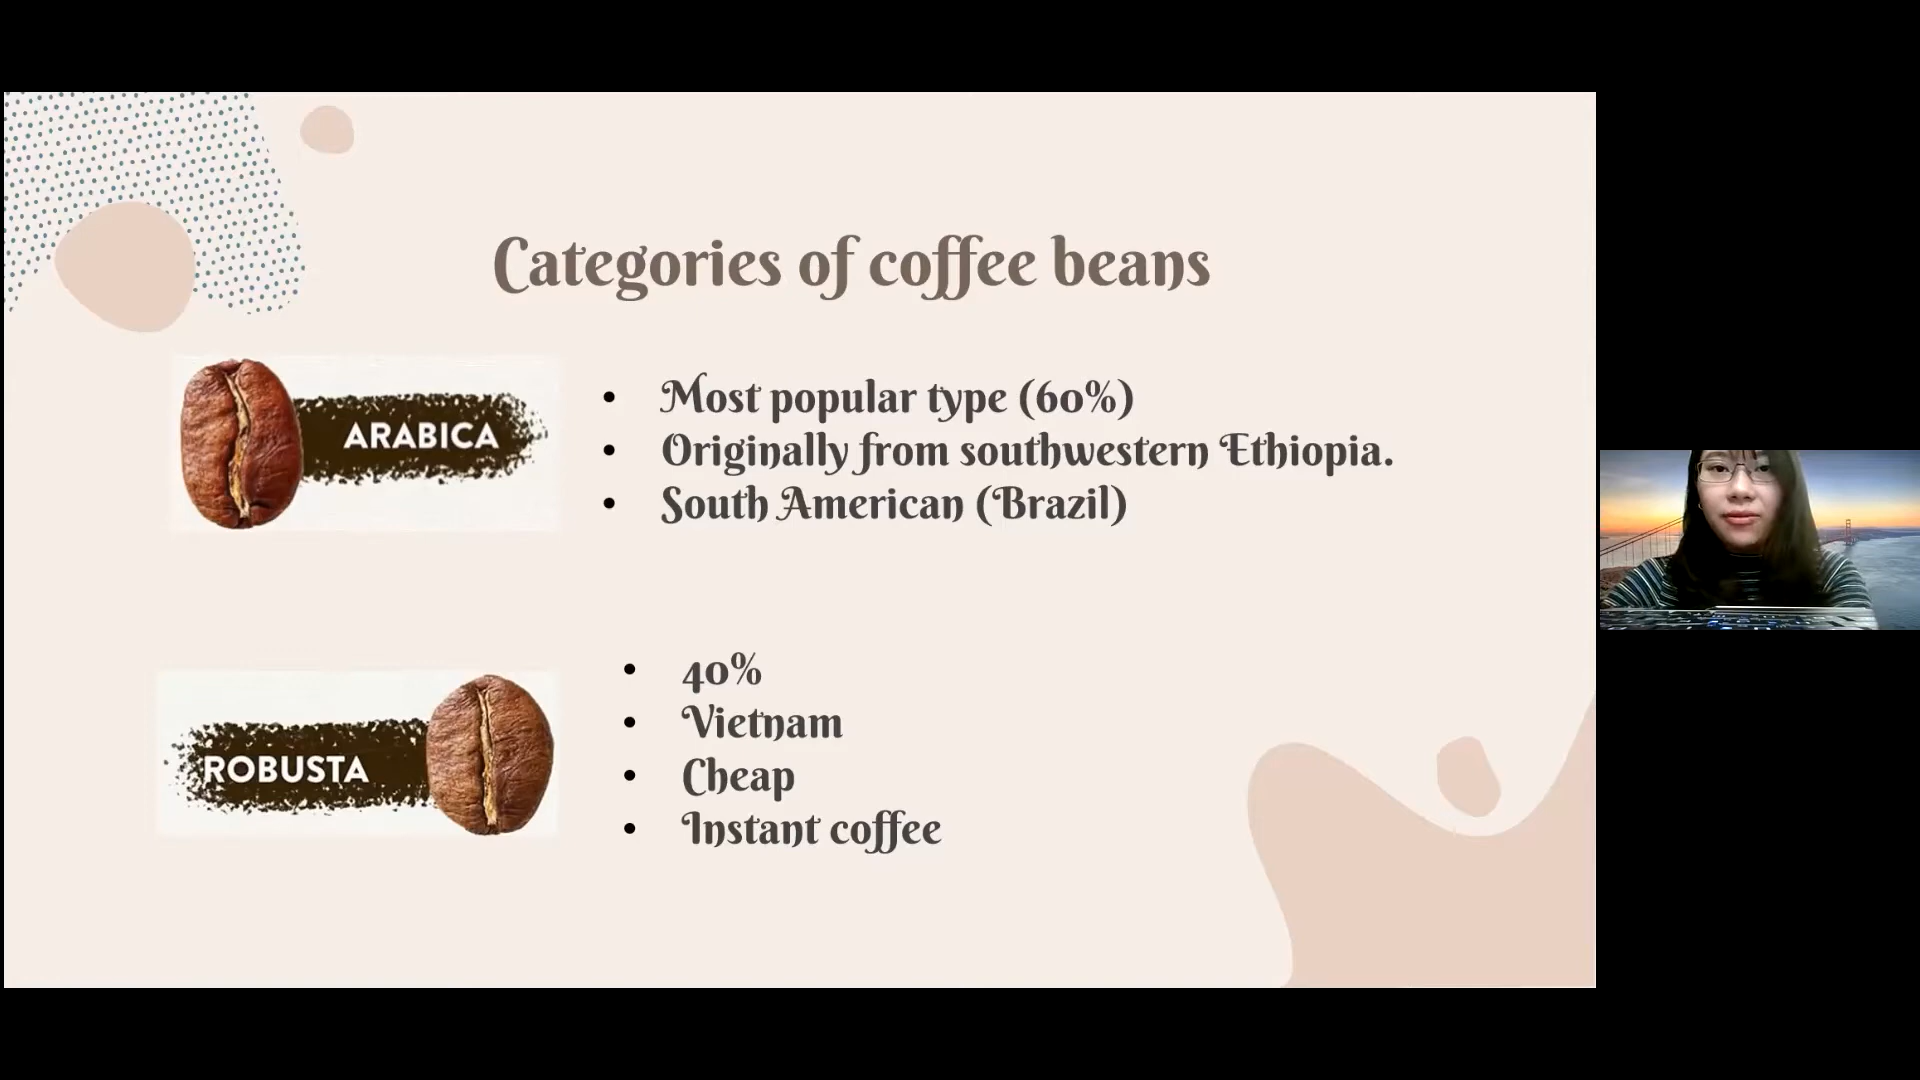 Categories of coffee beans
ARABICA
• Most popular type (60%)
• Originally from southwestern Ethiopia.
• South American (Brazil)
ROBUSTA
• 40%
• Vietnam
• Cheap
• Instant coffee